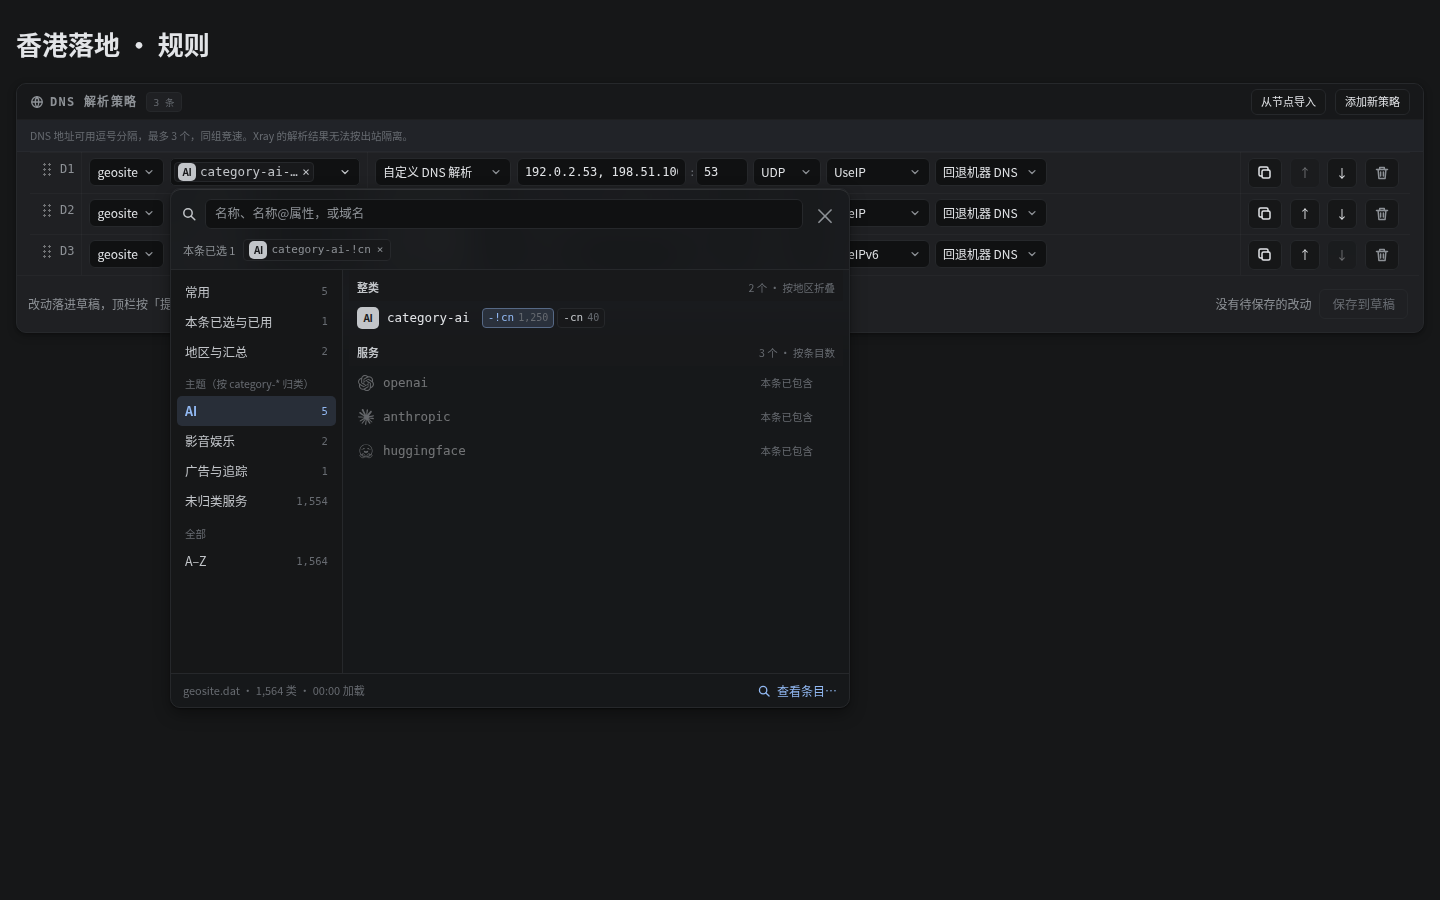 香港落地 · 规则
DNS 解析策略 3 条 从节点导入 添加新策略
DNS 地址可用逗号分隔，最多 3 个，同组竞速。Xray 的解析结果无法按出站隔离。
D1 geosite AI category-ai-… × 自定义 DNS 解析 192.0.2.53, 198.51.10 : 53 UDP UseIP 回退机器 DNS
D2 geosite eIP 回退机器 DNS
D3 geosite eIPv6 回退机器 DNS
改动落进草稿，顶栏按「提 没有待保存的改动 保存到草稿
名称、名称@属性，或域名
本条已选 1 AI category-ai-!cn ×
常用 5
本条已选与已用 1
地区与汇总 2
主题（按 category-* 归类）
AI 5
影音娱乐 2
广告与追踪 1
未归类服务 1,554
全部
A–Z 1,564
整类 2 个 · 按地区折叠
AI category-ai -!cn 1,250 -cn 40
服务 3 个 · 按条目数
openai 本条已包含
anthropic 本条已包含
huggingface 本条已包含
geosite.dat · 1,564 类 · 00:00 加载 查看条目…